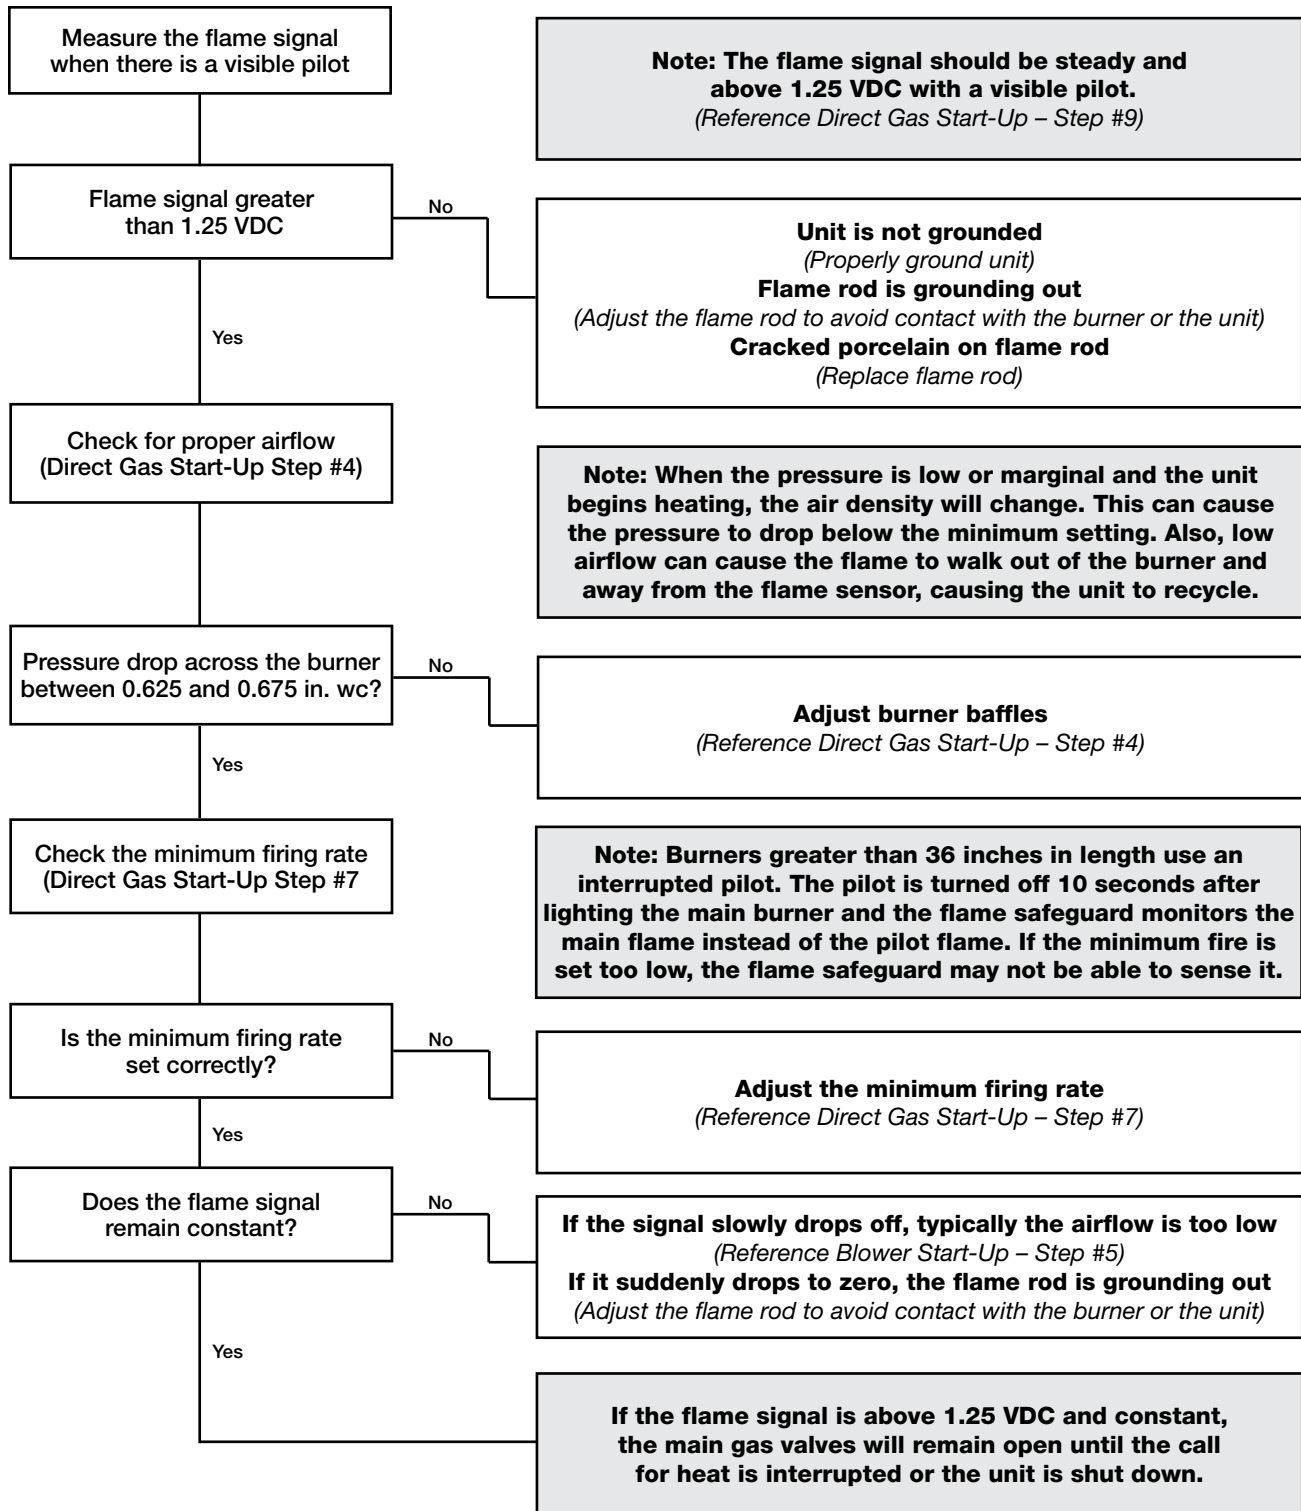 Measure the flame signal
when there is a visible pilot
Note: The flame signal should be steady and
above 1.25 VDC with a visible pilot.
(Reference Direct Gas Start-Up – Step #9)
Flame signal greater
than 1.25 VDC
No
Unit is not grounded
(Properly ground unit)
Flame rod is grounding out
(Adjust the flame rod to avoid contact with the burner or the unit)
Cracked porcelain on flame rod
(Replace flame rod)
Yes
Check for proper airflow
(Direct Gas Start-Up Step #4)
Note: When the pressure is low or marginal and the unit
begins heating, the air density will change. This can cause
the pressure to drop below the minimum setting. Also, low
airflow can cause the flame to walk out of the burner and
away from the flame sensor, causing the unit to recycle.
Pressure drop across the burner
between 0.625 and 0.675 in. wc?
No
Adjust burner baffles
(Reference Direct Gas Start-Up – Step #4)
Yes
Check the minimum firing rate
(Direct Gas Start-Up Step #7
Note: Burners greater than 36 inches in length use an
interrupted pilot. The pilot is turned off 10 seconds after
lighting the main burner and the flame safeguard monitors the
main flame instead of the pilot flame. If the minimum fire is
set too low, the flame safeguard may not be able to sense it.
Is the minimum firing rate
set correctly?
No
Adjust the minimum firing rate
(Reference Direct Gas Start-Up – Step #7)
Yes
Does the flame signal
remain constant?
No
If the signal slowly drops off, typically the airflow is too low
(Reference Blower Start-Up – Step #5)
If it suddenly drops to zero, the flame rod is grounding out
(Adjust the flame rod to avoid contact with the burner or the unit)
Yes
If the flame signal is above 1.25 VDC and constant,
the main gas valves will remain open until the call
for heat is interrupted or the unit is shut down.